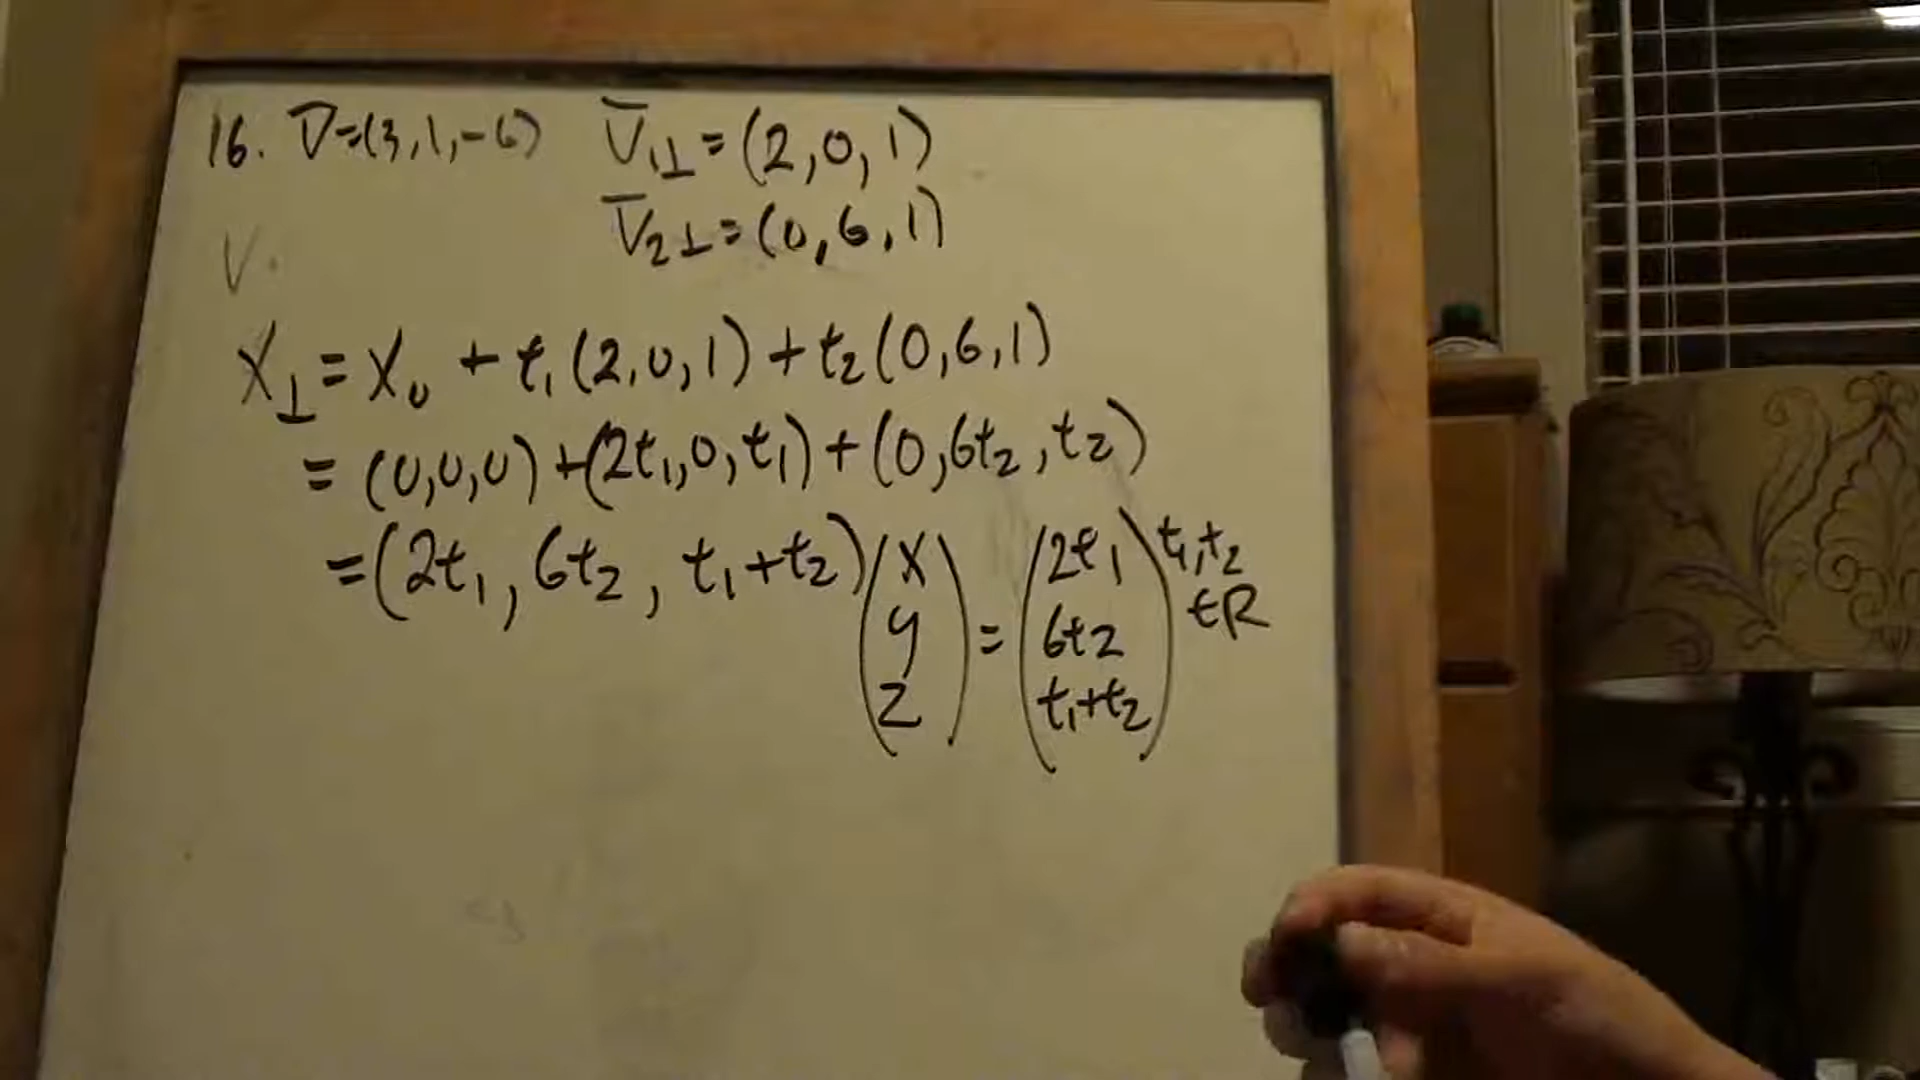 16. V̅=(3,1,-6) V̅₁⊥=(2,0,1)
V̅₂⊥=(0,6,1)
V
X⊥ = X₀ + t₁(2,0,1) + t₂(0,6,1)
= (0,0,0) + (2t₁,0,t₁) + (0,6t₂,t₂)
= (2t₁, 6t₂, t₁+t₂)
(x y z) = (2t₁ 6t₂ t₁+t₂) t₁,t₂ ∈R